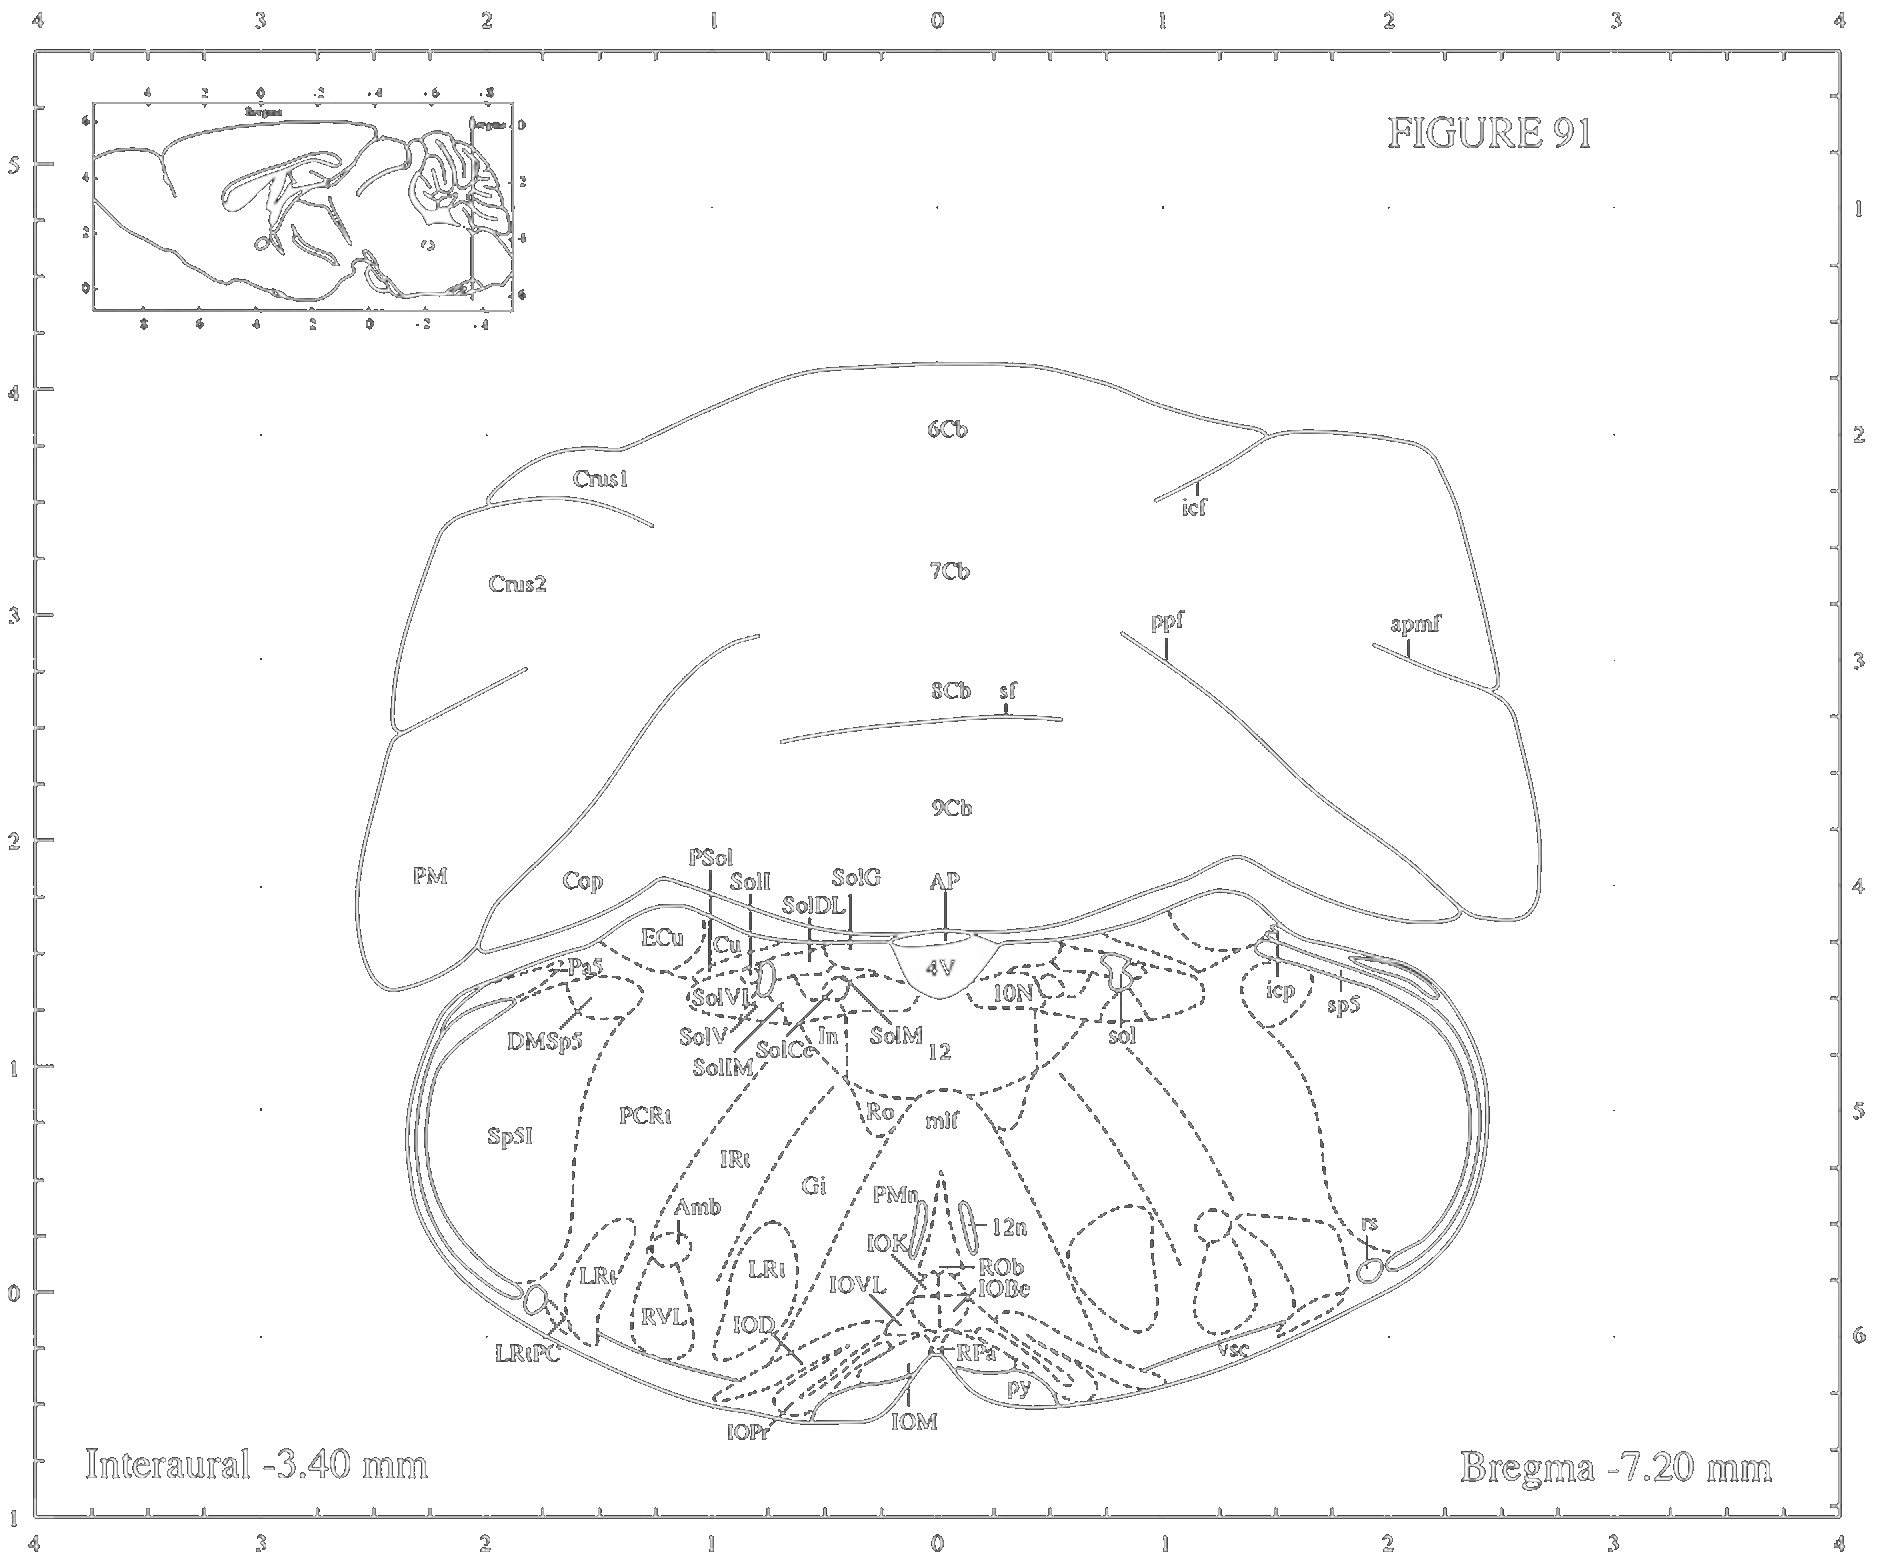 4 3 2 1 0 1 2 3 4
4 2 0 -2 -4 -6 -8
Bregma
FIGURE 91
6 0
5
4 2
1
2 4
0 6
8 6 4 2 0 -2 -4
4
6Cb
2
Crus1
icf
7Cb
Crus2
3 ppf apmf
3
8Cb sf
9Cb
2
PSol
PM Cop SolI SolG AP 4
SolDL
ECu Cu
Pa5 4V
SolVL 10N icp sp5
DMSp5 SolV In SolM sol
SolIM SolCe 12
1
PCRt Ro mlf 5
Sp5I
IRt
Gi PMn
Amb 12n rs
IOK
LRt LRt ROb
0 IOVL IOBe
RVL IOD 6
LRtPC RPa vsc
py
IOPr IOM
Interaural -3.40 mm Bregma -7.20 mm
1
4 3 2 1 0 1 2 3 4